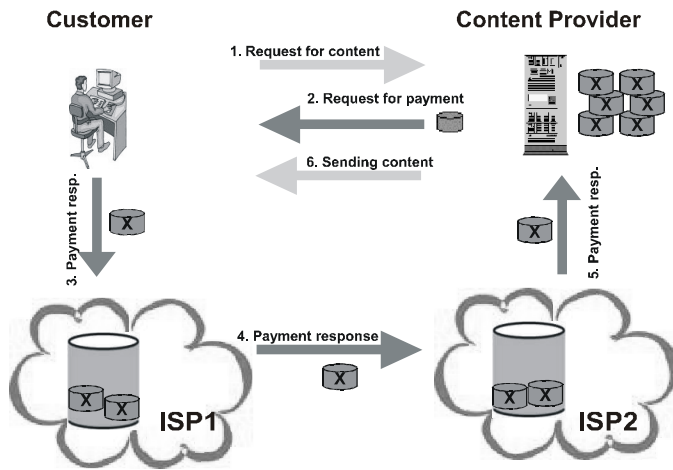 Customer
Content Provider
1. Request for content
2. Request for payment
X X
X X
X X
6. Sending content
3. Payment resp.
X
X
5. Payment resp.
4. Payment response
X
X X
ISP1
X X
ISP2